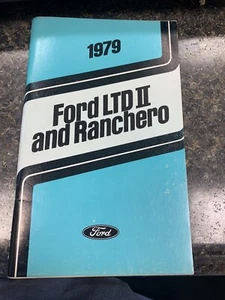 1979
Ford LTD II
and Ranchero
Ford